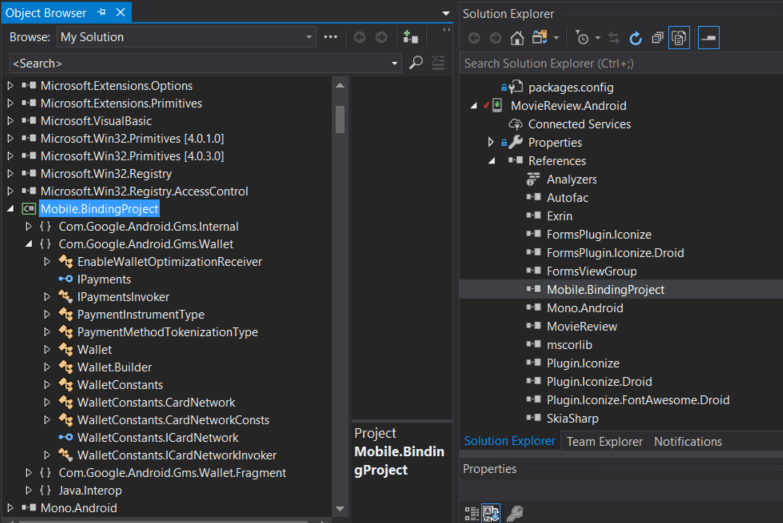 Object Browser
Browse: My Solution
<Search>
Microsoft.Extensions.Options
Microsoft.Extensions.Primitives
Microsoft.VisualBasic
Microsoft.Win32.Primitives [4.0.1.0]
Microsoft.Win32.Primitives [4.0.3.0]
Microsoft.Win32.Registry
Microsoft.Win32.Registry.AccessControl
C# Mobile.BindingProject
{ } Com.Google.Android.Gms.Internal
{ } Com.Google.Android.Gms.Wallet
EnableWalletOptimizationReceiver
IPayments
IPaymentsInvoker
PaymentInstrumentType
PaymentMethodTokenizationType
Wallet
Wallet.Builder
WalletConstants
WalletConstants.CardNetwork
WalletConstants.CardNetworkConsts
WalletConstants.ICardNetwork
WalletConstants.ICardNetworkInvoker
{ } Com.Google.Android.Gms.Wallet.Fragment
{ } Java.Interop
Mono.Android
Project
Mobile.Bindin
gProject
Solution Explorer
Search Solution Explorer (Ctrl+;)
packages.config
MovieReview.Android
Connected Services
Properties
References
Analyzers
Autofac
Exrin
FormsPlugin.Iconize
FormsPlugin.Iconize.Droid
FormsViewGroup
Mobile.BindingProject
Mono.Android
MovieReview
mscorlib
Plugin.Iconize
Plugin.Iconize.Droid
Plugin.Iconize.FontAwesome.Droid
SkiaSharp
Solution Explorer Team Explorer Notifications
Properties